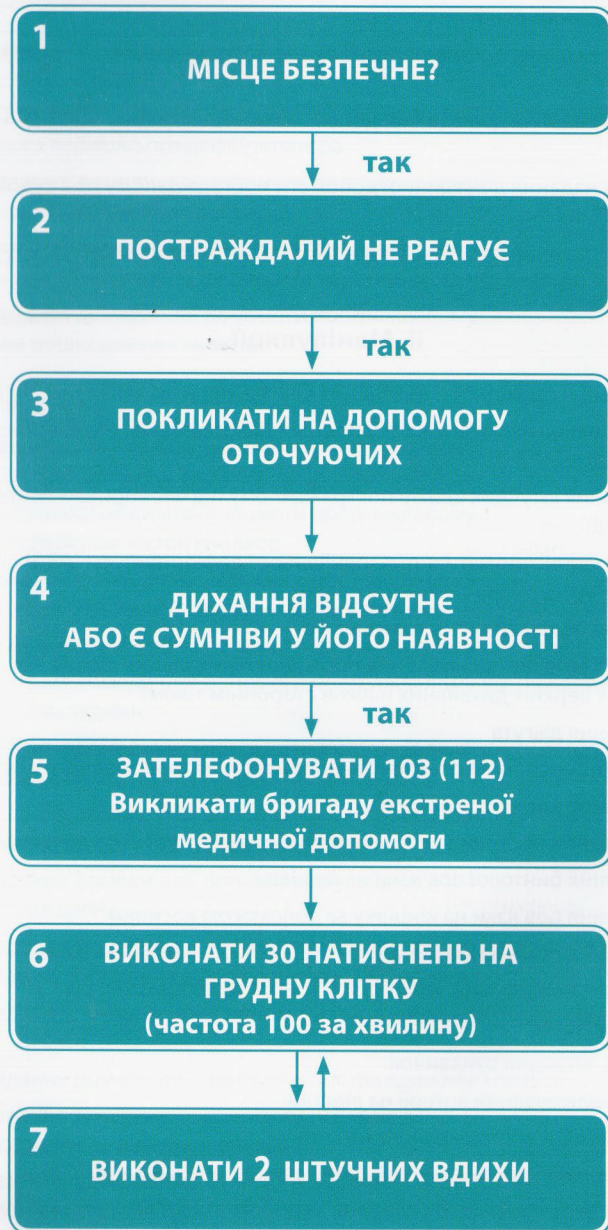 1
МІСЦЕ БЕЗПЕЧНЕ?
так
2
ПОСТРАЖДАЛИЙ НЕ РЕАГУЄ
так
3
ПОКЛИКАТИ НА ДОПОМОГУ
ОТОЧУЮЧИХ
4
ДИХАННЯ ВІДСУТНЄ
АБО Є СУМНІВИ У ЙОГО НАЯВНОСТІ
так
5
ЗАТЕЛЕФОНУВАТИ 103 (112)
Викликати бригаду екстреної
медичної допомоги
6
ВИКОНАТИ 30 НАТИСНЕНЬ НА
ГРУДНУ КЛІТКУ
(частота 100 за хвилину)
7
ВИКОНАТИ 2 ШТУЧНИХ ВДИХИ